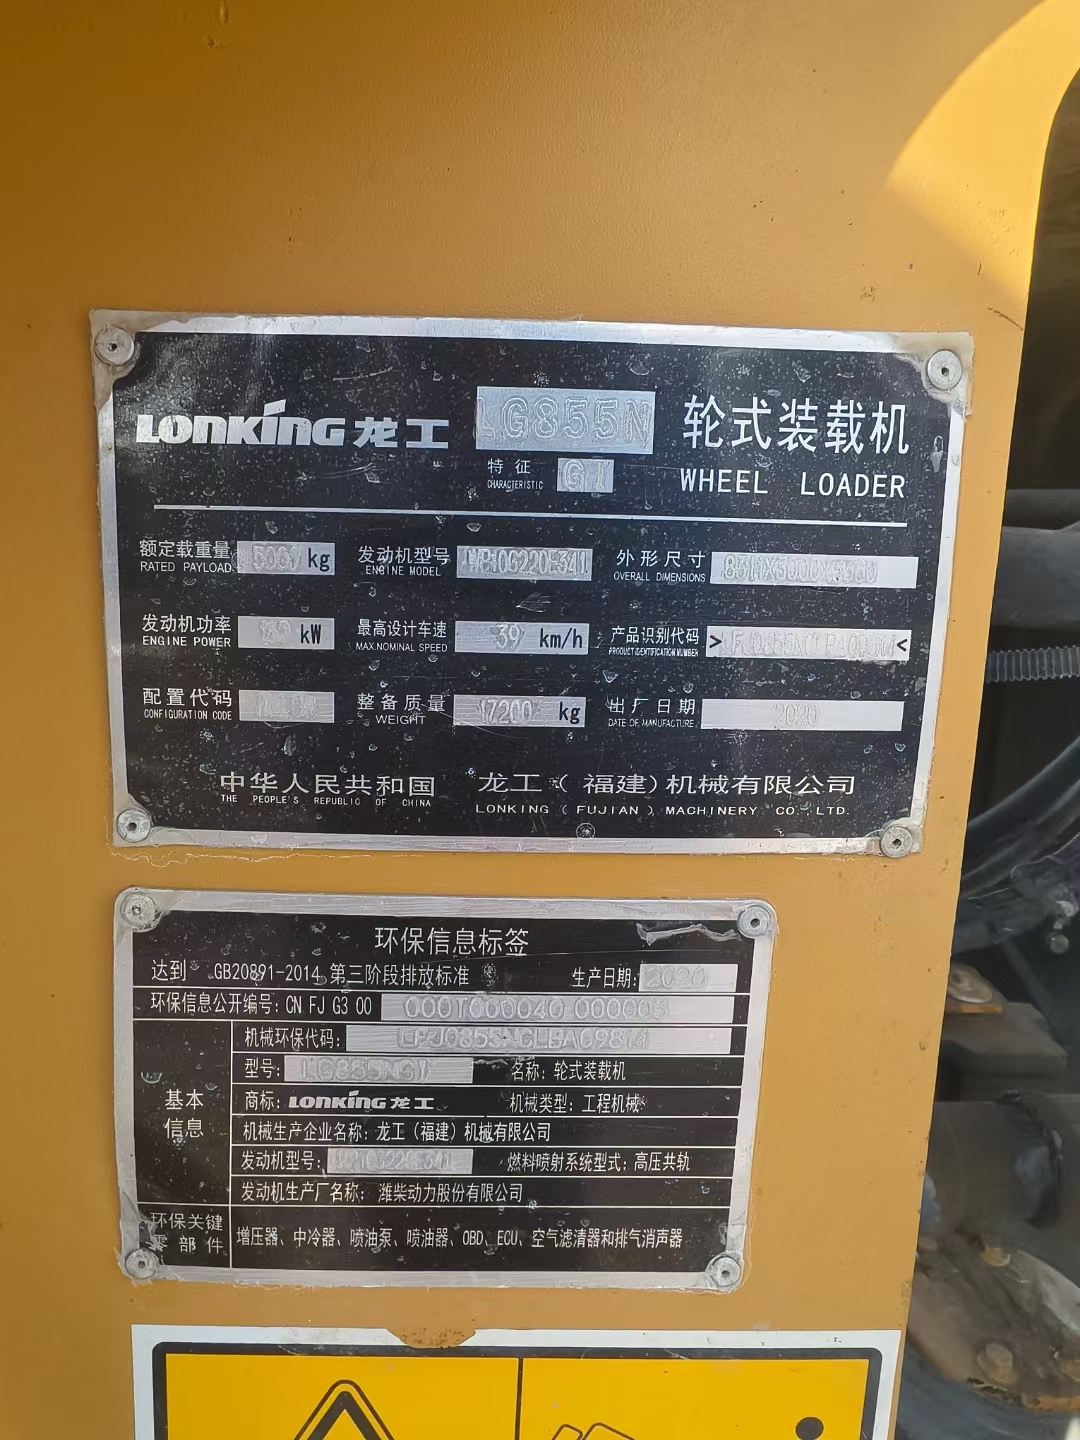 LONKING 龙工 LG855N 轮式装载机
特征 GI
CHARACTERISTIC
WHEEL LOADER
额定载重量 kg 发动机型号 外形尺寸
RATED PAYLOAD ENGINE MODEL OVERALL DIMENSIONS
发动机功率 kW 最高设计车速 39 km/h 产品识别代码 > <
ENGINE POWER MAX.NOMINAL SPEED PRODUCT IDENTIFICATION NUMBER
配置代码 整备质量 17200 kg 出厂日期 2020
CONFIGURATION CODE WEIGHT DATE OF MANUFACTURE
中华人民共和国 龙工（福建）机械有限公司
THE PEOPLE'S REPUBLIC OF CHINA LONKING ( FUJIAN ) MACHINERY CO.,LTD.
环保信息标签
达到 GB20891-2014 第三阶段排放标准 生产日期: 2020
环保信息公开编号: CN FJ G3 00
机械环保代码:
型号: LG855NGI 名称: 轮式装载机
基本信息
商标: LONKING 龙工 机械类型: 工程机械
机械生产企业名称: 龙工（福建）机械有限公司
发动机型号: 燃料喷射系统型式: 高压共轨
发动机生产厂名称: 潍柴动力股份有限公司
环保关键零部件
增压器、中冷器、喷油泵、喷油器、OBD、ECU、空气滤清器和排气消声器